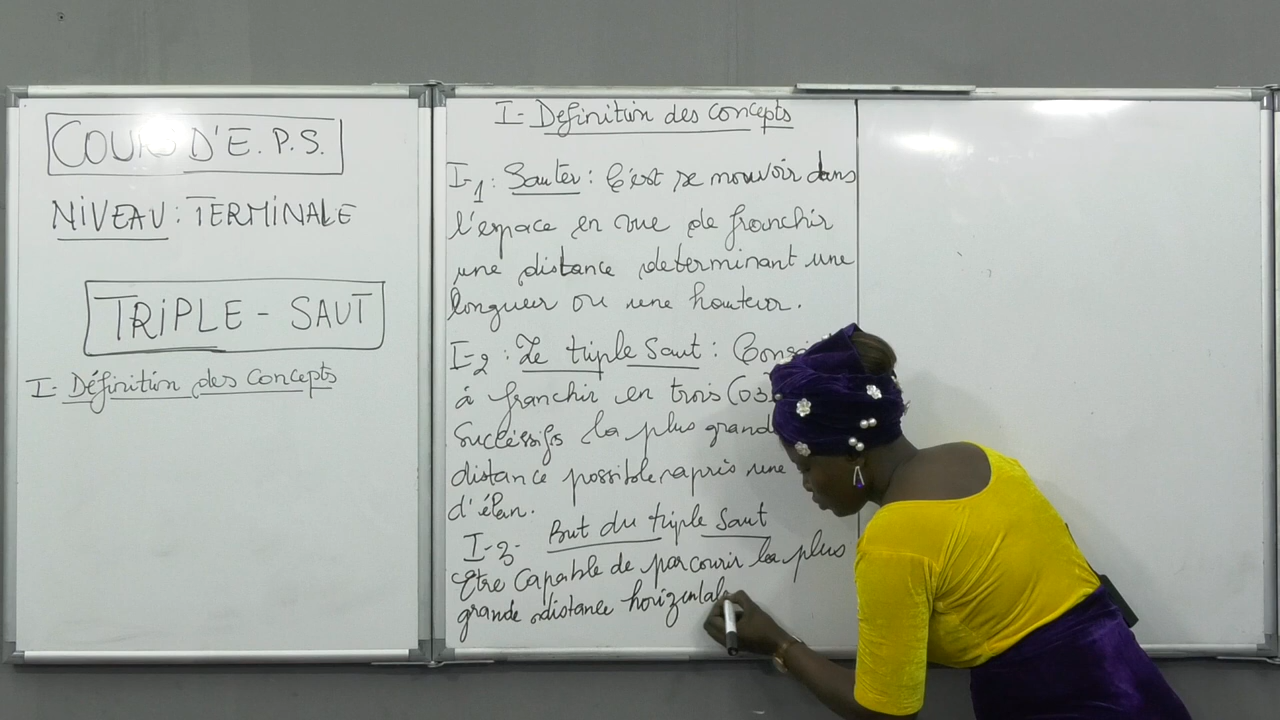 COURS D'E.P.S.
NIVEAU : TERMINALE
TRIPLE - SAUT
I- Définition des Concepts
I- Definition des concepts
I-1 : Sauter : C'est se mouvoir dans
l'espace en vue de franchir
une distance determinant une
longueur ou une hauteur.
I-2 : Le triple Saut :
à franchir en trois (03)
Successifs la plus grand
distance possible après une
d'élan.
I-3- But du triple Saut
Etre Capable de parcourir la plus
grande distance horizontal